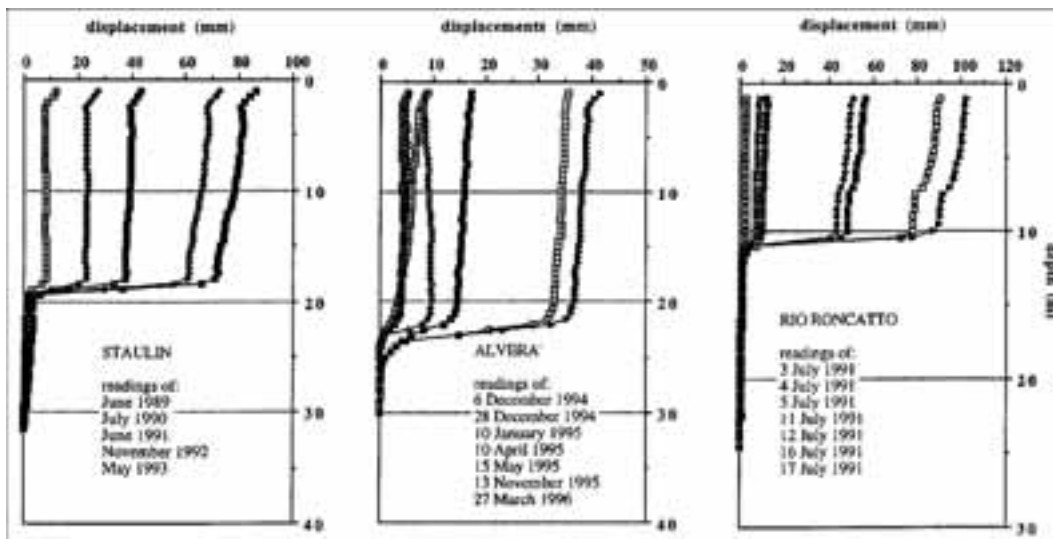 displacement (mm)
0 20 40 60 80 100
0
10
20
30
40
STAULIN
readings of:
June 1989
July 1990
June 1991
November 1992
May 1993
displacements (mm)
0 10 30 40 70
0
10
20
30
40
ALVERA'
readings of:
6 December 1994
28 December 1994
10 January 1995
10 April 1995
15 May 1995
13 November 1995
27 March 1996
displacement (mm)
0 20 40 60 80 100 120
0
10
20
30
depth (m)
RIO RONCATTO
readings of:
3 July 1991
4 July 1991
5 July 1991
11 July 1991
12 July 1991
16 July 1991
17 July 1991